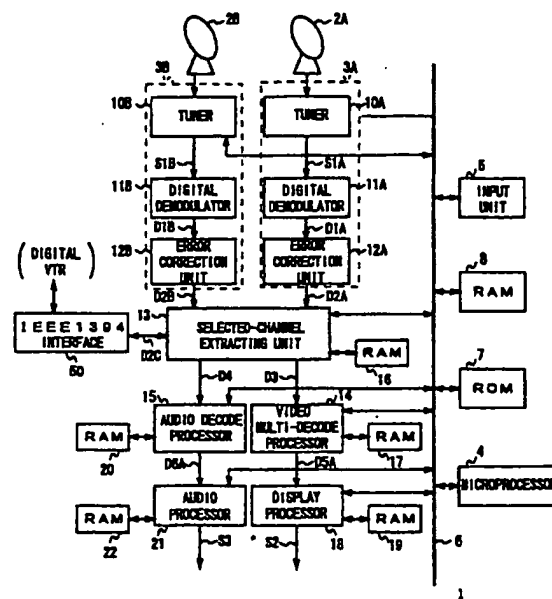 2B
2A
3B
3A
10B
TUNER
TUNER
10A
S1B
S1A
5
11B
DIGITAL DEMODULATOR
DIGITAL DEMODULATOR
11A
INPUT UNIT
D1B
D1A
(DIGITAL VTR)
12B
ERROR CORRECTION UNIT
ERROR CORRECTION UNIT
12A
8
RAM
D2B
D2A
13
IEEE1394 INTERFACE
D2C
SELECTED-CHANNEL EXTRACTING UNIT
60
RAM
16
7
ROM
D4
D3
15
14
AUDIO DECODE PROCESSOR
VIDEO MULTI-DECODE PROCESSOR
RAM
20
RAM
17
4
MICROPROCESSOR
D6A
D5A
RAM
22
AUDIO PROCESSOR
21
DISPLAY PROCESSOR
18
RAM
19
S3
S2
6
1